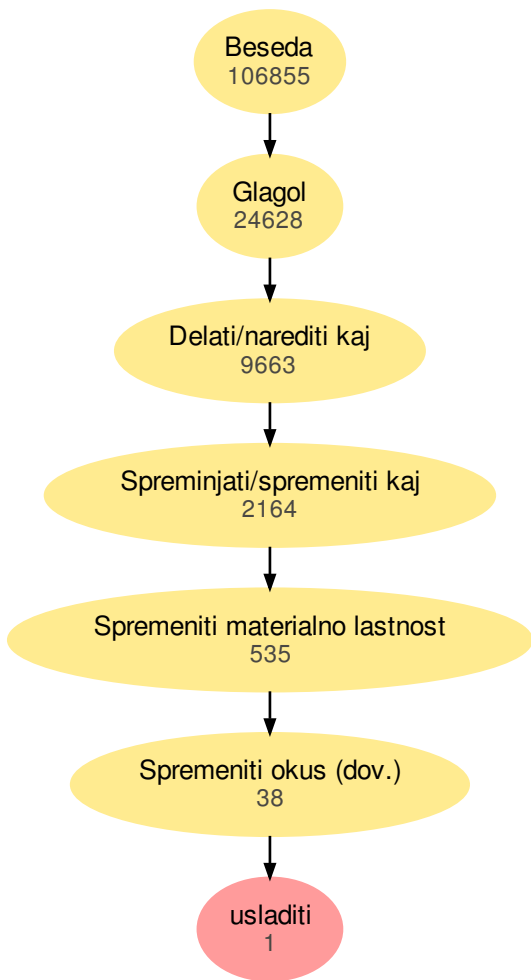 Beseda
106855
Glagol
24628
Delati/narediti kaj
9663
Spreminjati/spremeniti kaj
2164
Spremeniti materialno lastnost
535
Spremeniti okus (dov.)
38
usladiti
1